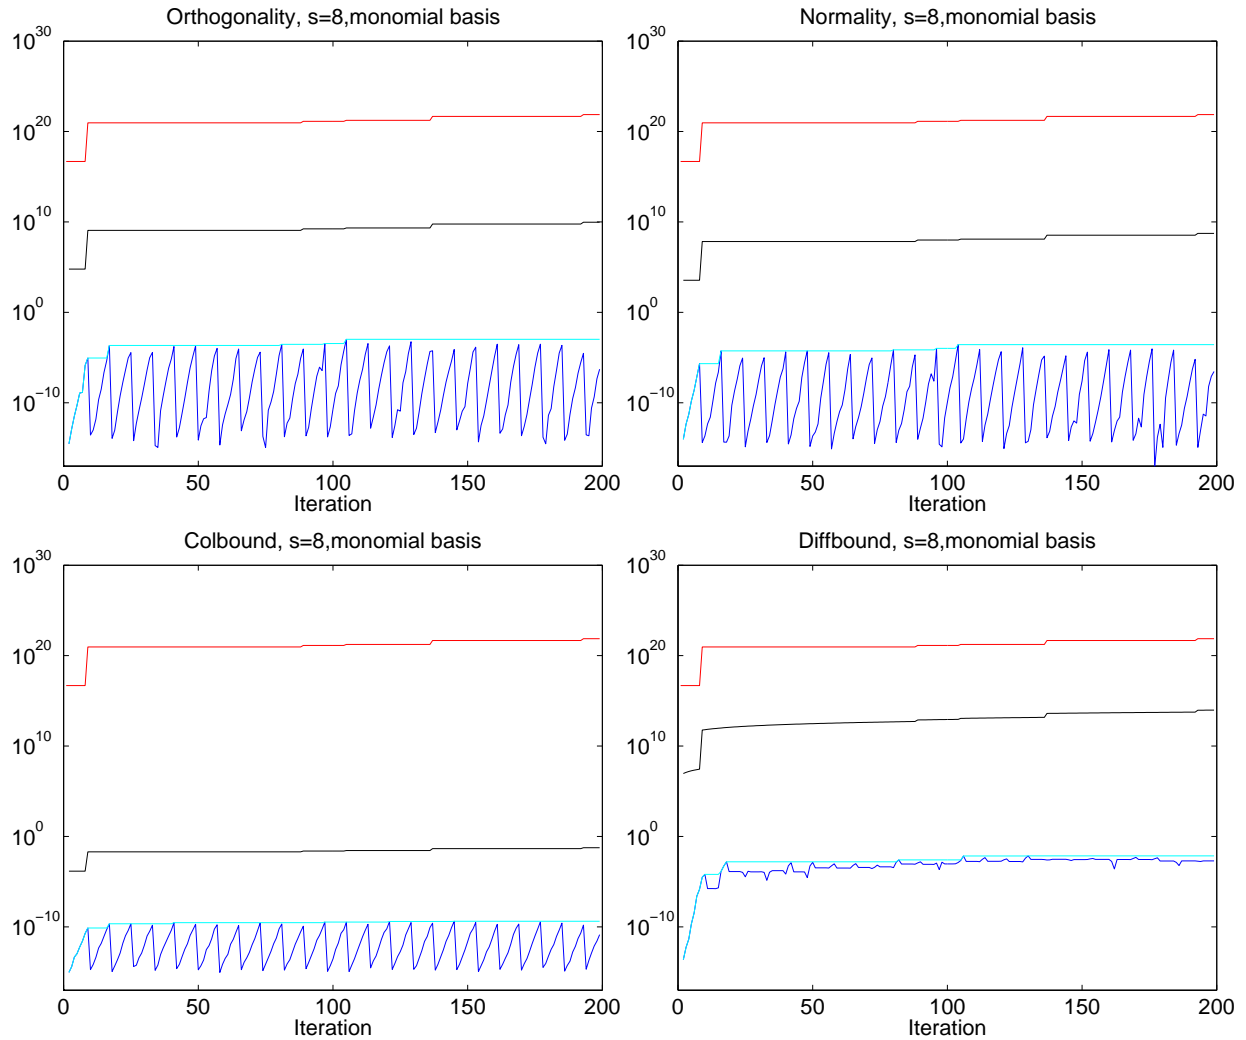 Orthogonality, s=8,monomial basis
10^30
10^20
10^10
10^0
10^−10
0 50 100 150 200
Iteration
Normality, s=8,monomial basis
10^30
10^20
10^10
10^0
10^−10
0 50 100 150 200
Iteration
Colbound, s=8,monomial basis
10^30
10^20
10^10
10^0
10^−10
0 50 100 150 200
Iteration
Diffbound, s=8,monomial basis
10^30
10^20
10^10
10^0
10^−10
0 50 100 150 200
Iteration